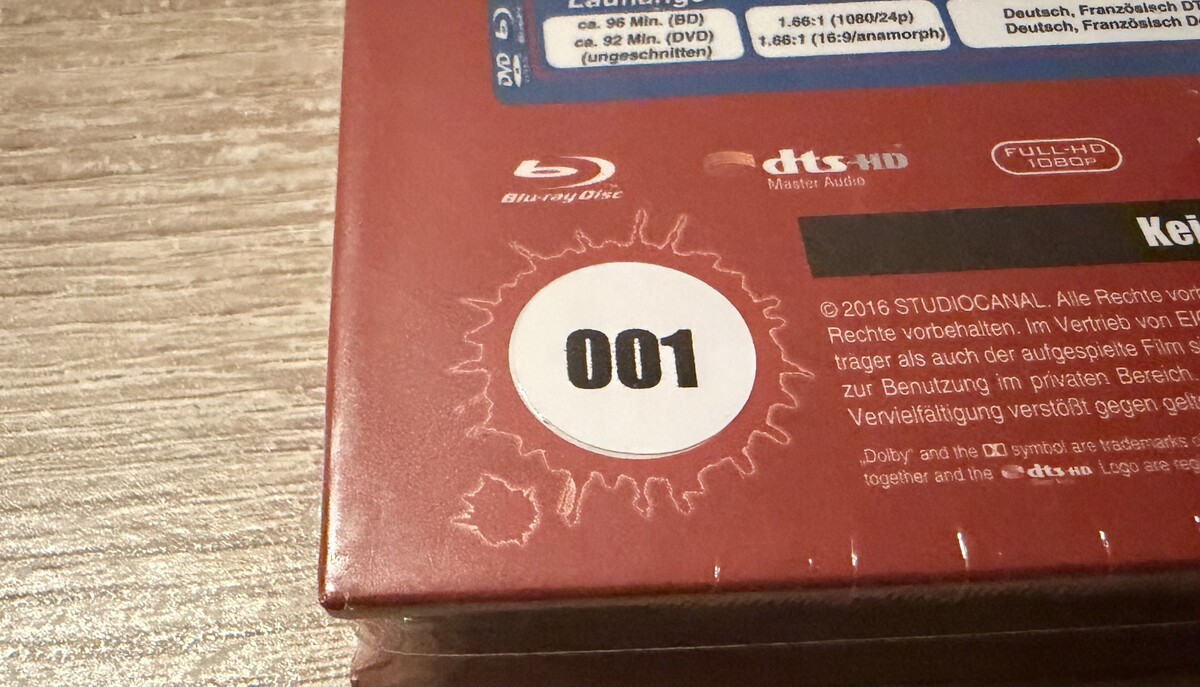 ca. 96 Min. (BD)
ca. 92 Min. (DVD)
(ungeschnitten)
1.66:1 (1080/24p)
1.66:1 (16:9/anamorph)
Deutsch, Französisch
Deutsch, Französisch
DVD
Blu-ray Disc
dts-HD
Master Audio
FULL-HD
1080P
001
© 2016 STUDIOCANAL. Alle Rechte
Rechte vorbehalten. Im Vertrieb von
träger als auch der aufgespielte Film
zur Benutzung im privaten Bereich.
Vervielfältigung verstößt gegen
„Dolby“ and the symbol are trademarks
together and the dts-HD Logo are